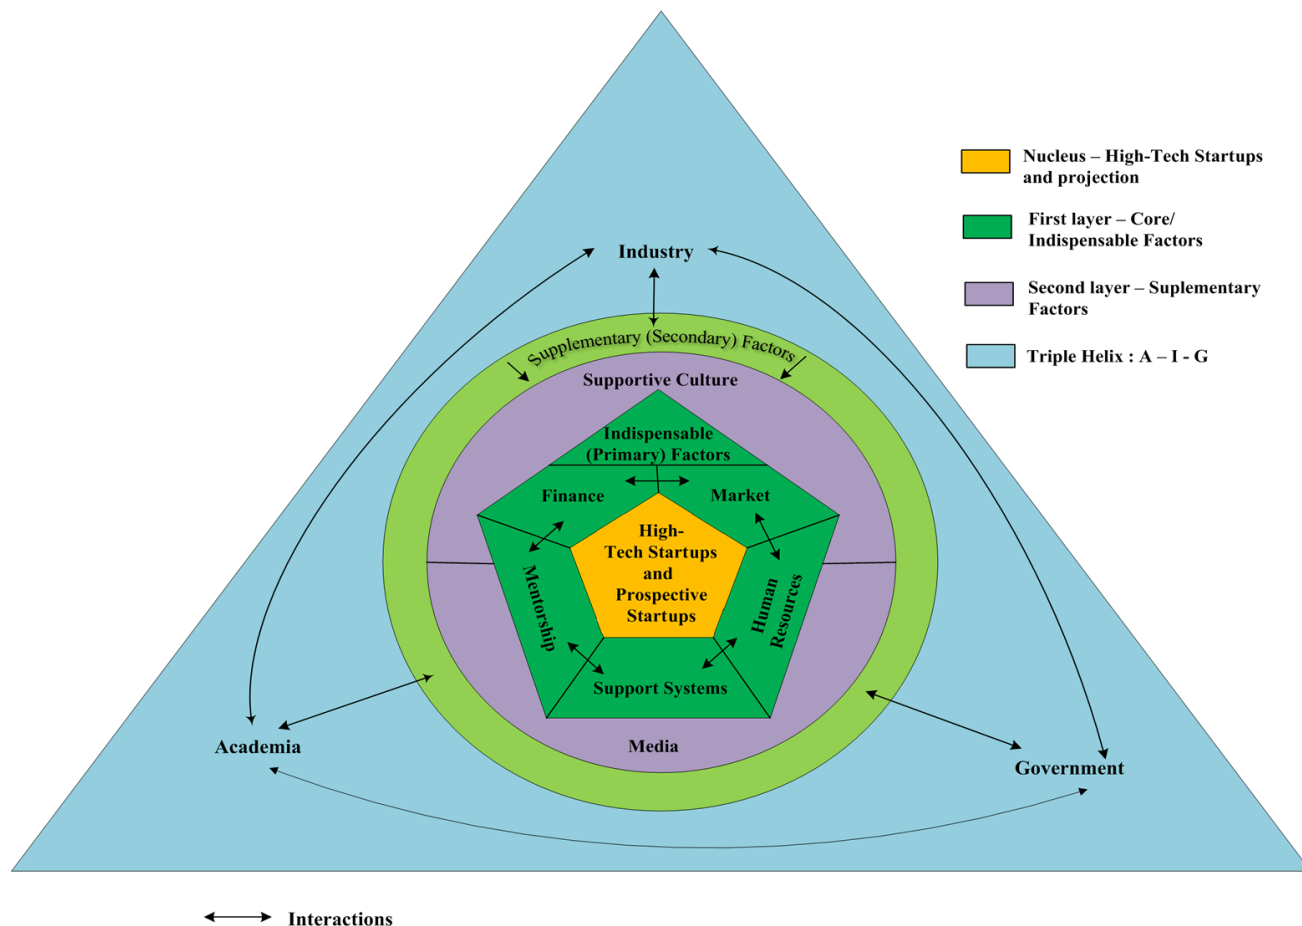 Nucleus – High-Tech Startups
and projection
First layer – Core/
Indispensable Factors
Second layer – Suplementary
Factors
Triple Helix : A – I - G
Industry
Supplementary (Secondary) Factors
Supportive Culture
Indispensable
(Primary) Factors
Finance
Market
High-
Tech Startups
and
Prospective
Startups
Mentorship
Human
Resources
Support Systems
Media
Academia
Government
Interactions